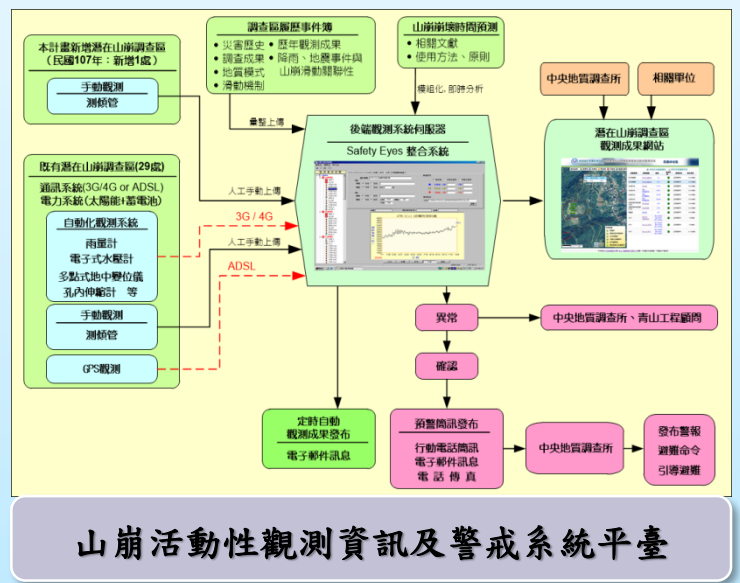 本計畫新增潛在山崩調查區
(民國107年：新增1處)
手動觀測
測傾管
調查區履歷事件簿
• 災害歷史
• 調查成果
• 地質模式
• 滑動機制
• 歷年觀測成果
• 降雨、地震事件與
山崩滑動關聯性
山崩崩壞時間預測
• 相關文獻
• 使用方法、原則
中央地質調查所
相關單位
彙整上傳
模組化、即時分析
既有潛在山崩調查區(29處)
通訊系統(3G/4G or ADSL)
電力系統(太陽能+蓄電池)
自動化觀測系統
雨量計
電子式水壓計
多點式地中變位儀
孔內伸縮計 等
手動觀測
測傾管
GPS觀測
人工手動上傳
3G / 4G
人工手動上傳
ADSL
後端觀測系統伺服器
Safety Eyes 整合系統
潛在山崩調查區
觀測成果網站
異常
中央地質調查所、青山工程顧問
確認
定時自動
觀測成果發布
電子郵件訊息
預警簡訊發布
行動電話簡訊
電子郵件訊息
電 話 傳 真
中央地質調查所
發布警報
避難命令
引導避難
山崩活動性觀測資訊及警戒系統平臺